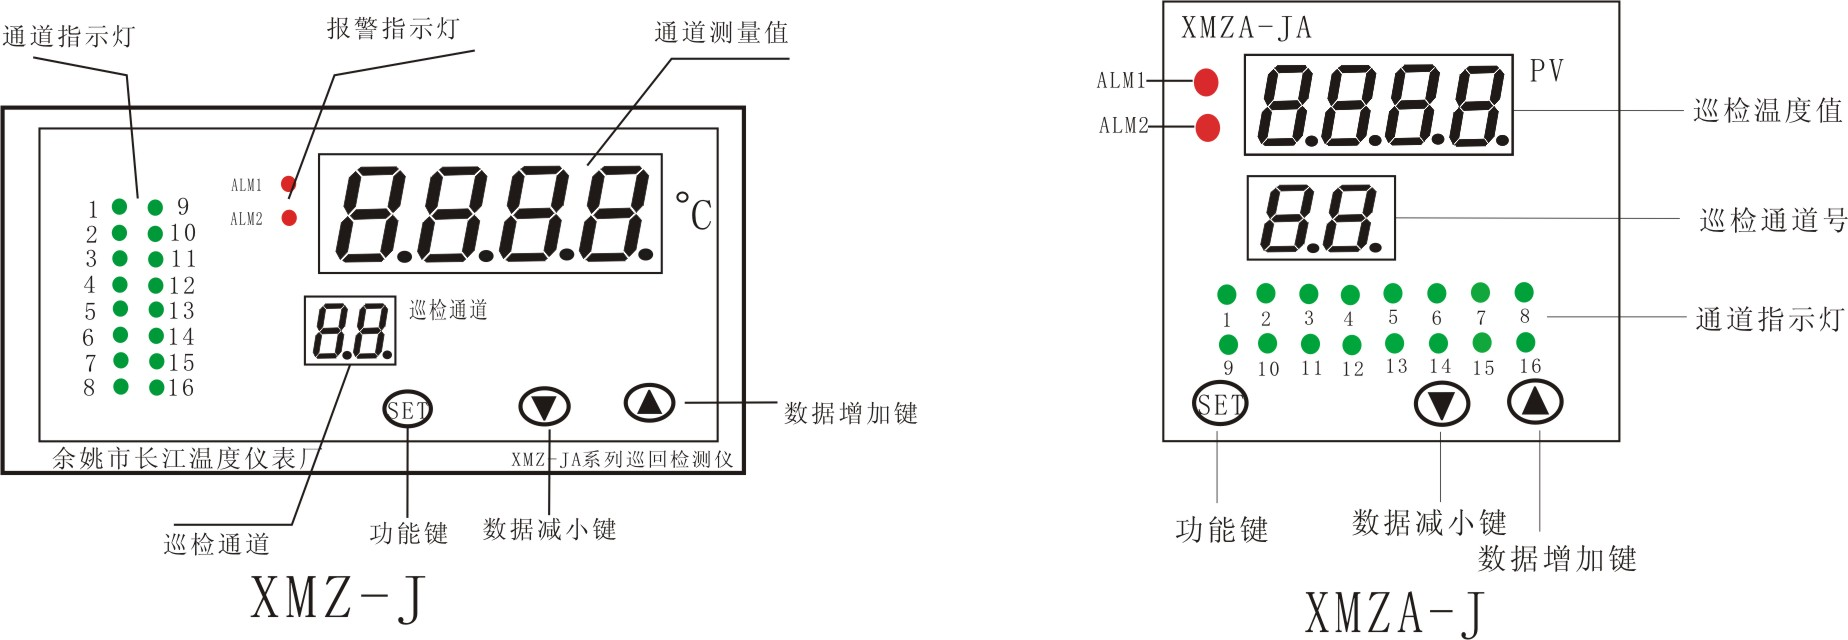 通道指示灯
报警指示灯
通道测量值
ALM1
ALM2
8.8.8.8.
°C
1 9
2 10
3 11
4 12
5 13
6 14
7 15
8 16
8.8.
巡检通道
SET
数据增加键
余姚市长江温度仪表厂
XMZ-JA系列巡回检测仪
巡检通道
功能键
数据减小键
XMZ-J
XMZA-JA
ALM1
ALM2
8.8.8.8.
PV
巡检温度值
8.8.
巡检通道号
1 2 3 4 5 6 7 8
通道指示灯
9 10 11 12 13 14 15 16
SET
功能键
数据减小键
数据增加键
XMZA-J